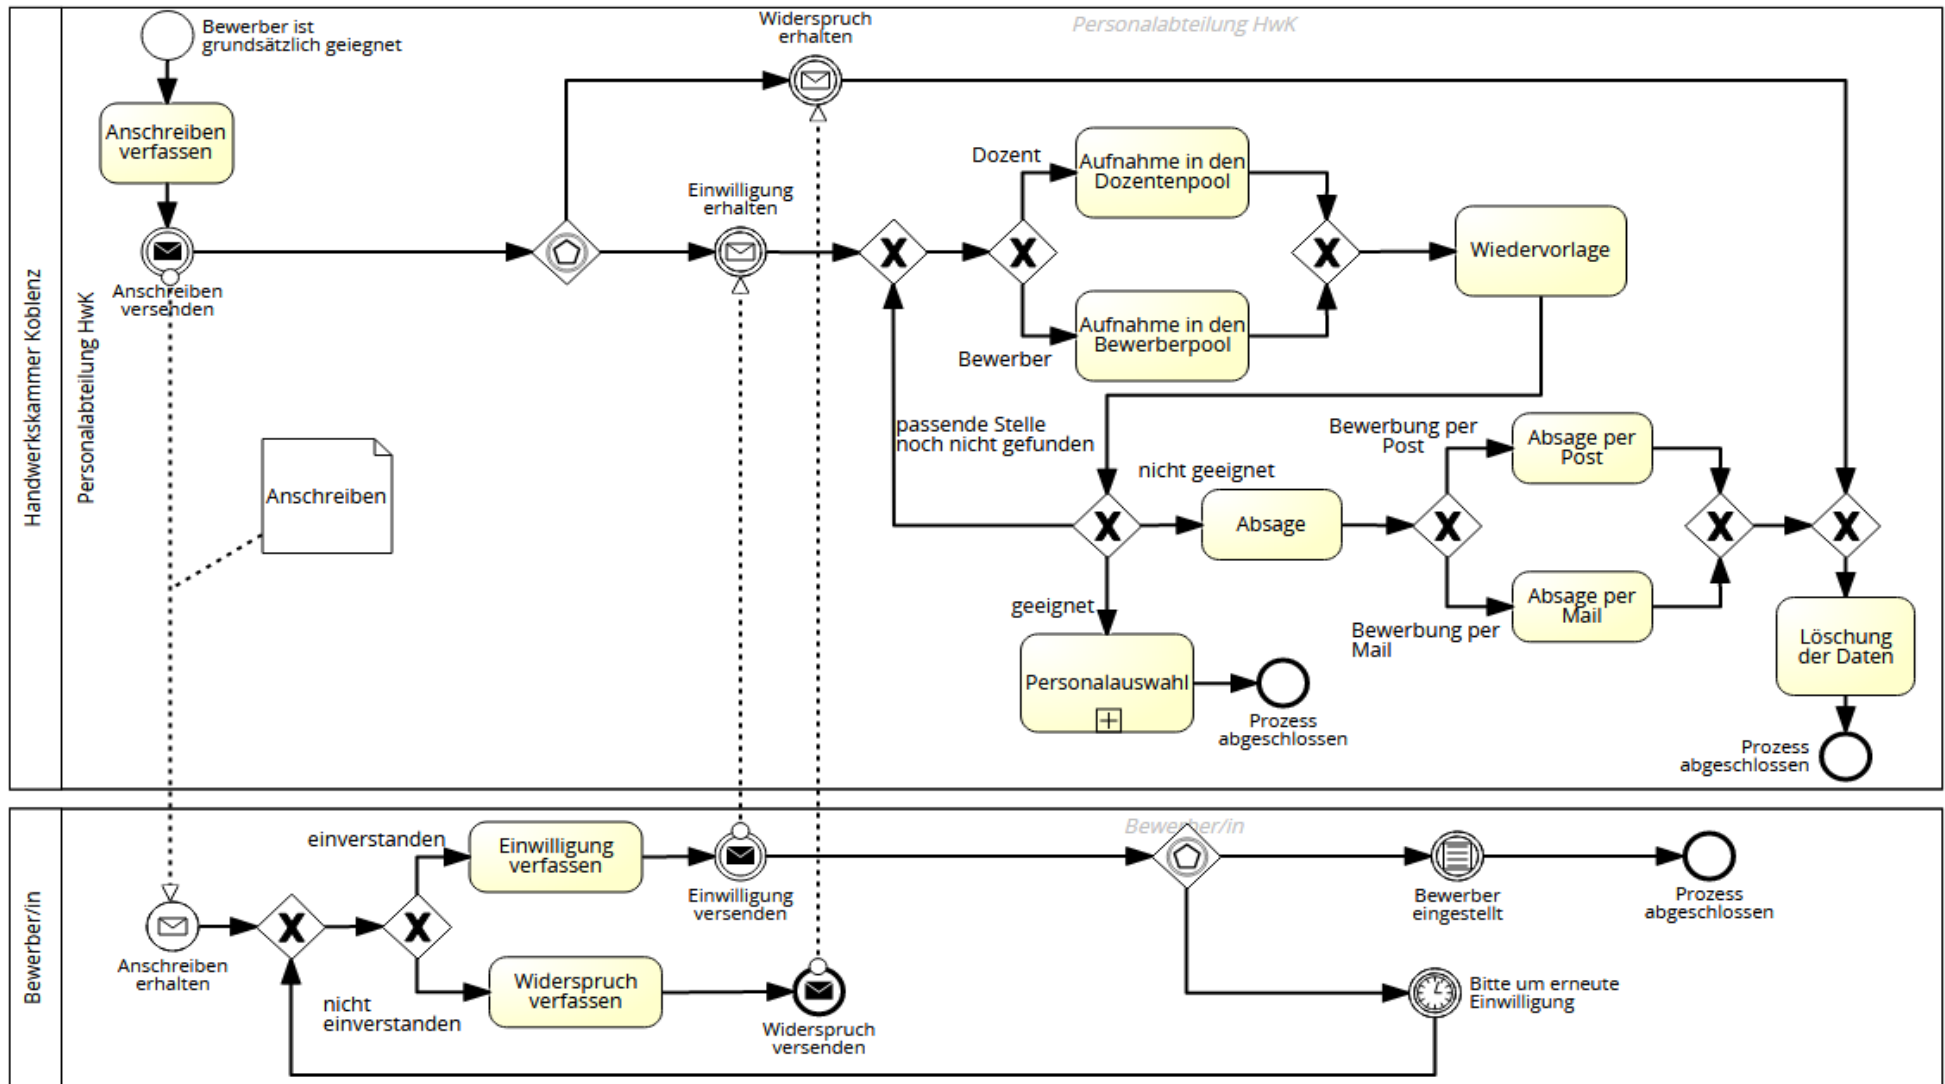 Handwerkskammer Koblenz
Personalabteilung HwK
Personalabteilung HwK
Bewerber ist
grundsätzlich geiegnet
Anschreiben
verfassen
Anschreiben
versenden
Anschreiben
Widerspruch
erhalten
Einwilligung
erhalten
Dozent
Aufnahme in den
Dozentenpool
Bewerber
Aufnahme in den
Bewerberpool
Wiedervorlage
passende Stelle
noch nicht gefunden
nicht geeignet
Absage
Bewerbung per
Post
Absage per
Post
Bewerbung per
Mail
Absage per
Mail
geeignet
Personalauswahl
Prozess
abgeschlossen
Löschung
der Daten
Prozess
abgeschlossen
Bewerber/in
Bewerber/in
Anschreiben
erhalten
einverstanden
Einwilligung
verfassen
Einwilligung
versenden
nicht
einverstanden
Widerspruch
verfassen
Widerspruch
versenden
Bewerber
eingestellt
Prozess
abgeschlossen
Bitte um erneute
Einwilligung